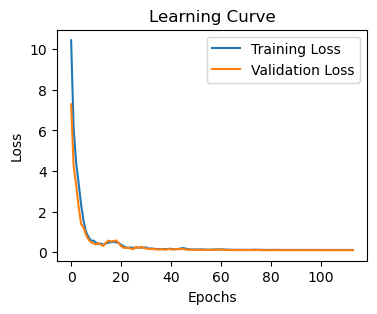 Learning Curve
Training Loss
Validation Loss
Loss
10
8
6
4
2
0
0 20 40 60 80 100
Epochs